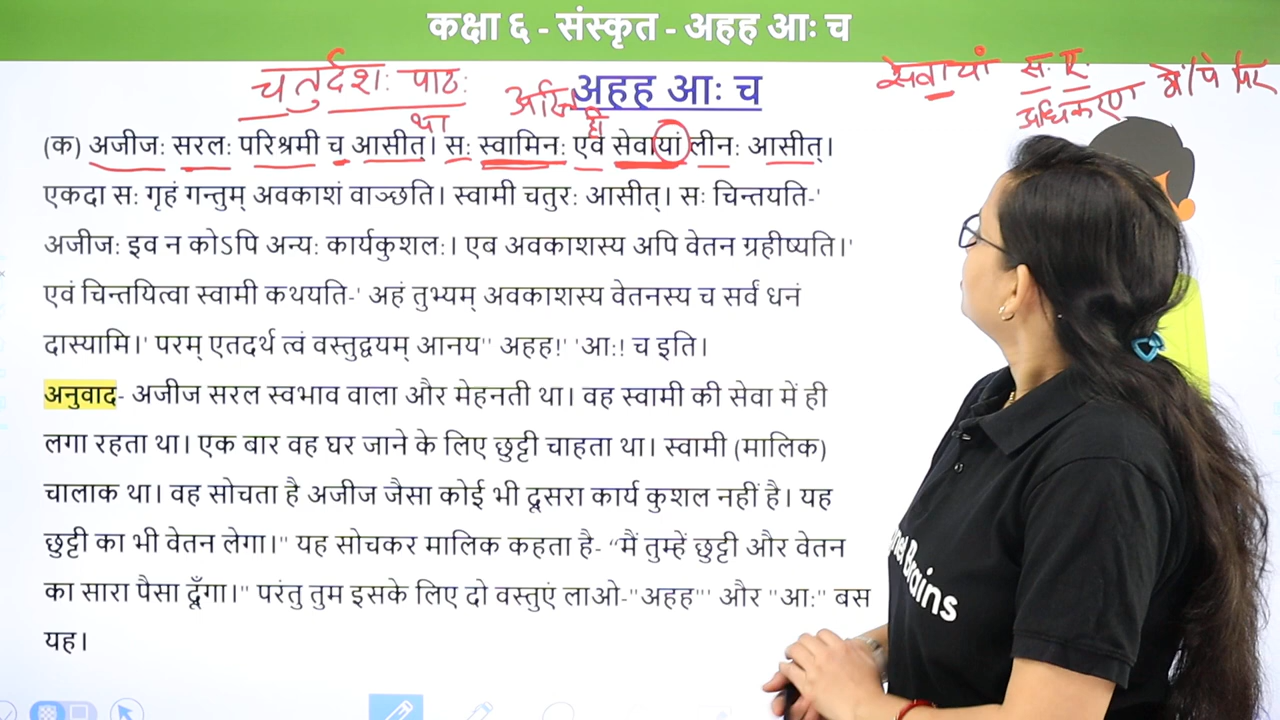 कक्षा ६ - संस्कृत - अहह आः च
चतुर्दशः पाठः
अहह आः च
सेवायां सः ए.
अधिकरण में/पे पर
था
ही
(क) अजीजः सरलः परिश्रमी च आसीत्। सः स्वामिनः एव सेवायां लीनः आसीत्।
एकदा सः गृहं गन्तुम् अवकाशं वाञ्छति। स्वामी चतुरः आसीत्। सः चिन्तयति-'
अजीजः इव न कोऽपि अन्यः कार्यकुशलः। एब अवकाशस्य अपि वेतन ग्रहीष्यति।'
एवं चिन्तयित्वा स्वामी कथयति-' अहं तुभ्यम् अवकाशस्य वेतनस्य च सर्वं धनं
दास्यामि।' परम् एतदर्थ त्वं वस्तुद्वयम् आनय'' अहह!' 'आः! च इति।
अनुवाद- अजीज सरल स्वभाव वाला और मेहनती था। वह स्वामी की सेवा में ही
लगा रहता था। एक बार वह घर जाने के लिए छुट्टी चाहता था। स्वामी (मालिक)
चालाक था। वह सोचता है अजीज जैसा कोई भी दूसरा कार्य कुशल नहीं है। यह
छुट्टी का भी वेतन लेगा।'' यह सोचकर मालिक कहता है- “मैं तुम्हें छुट्टी और वेतन
का सारा पैसा दूँगा।'' परंतु तुम इसके लिए दो वस्तुएं लाओ-''अहह''' और ''आः'' बस
यह।
Brains